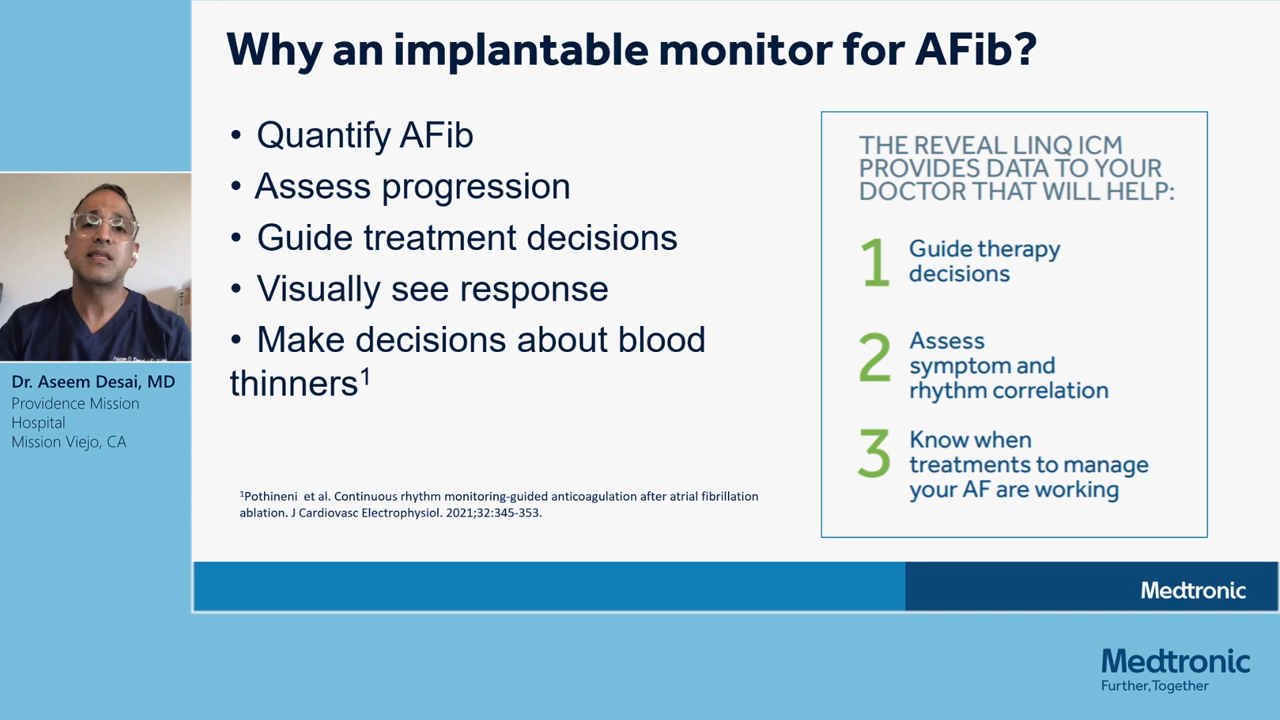 Why an implantable monitor for AFib?
• Quantify AFib
• Assess progression
• Guide treatment decisions
• Visually see response
• Make decisions about blood
thinners¹
¹Pothineni et al. Continuous rhythm monitoring-guided anticoagulation after atrial fibrillation
ablation. J Cardiovasc Electrophysiol. 2021;32:345-353.
THE REVEAL LINQ ICM
PROVIDES DATA TO YOUR
DOCTOR THAT WILL HELP:
1 Guide therapy
decisions
2 Assess
symptom and
rhythm correlation
3 Know when
treatments to manage
your AF are working
Medtronic
Dr. Aseem Desai, MD
Providence Mission
Hospital
Mission Viejo, CA
Medtronic
Further, Together